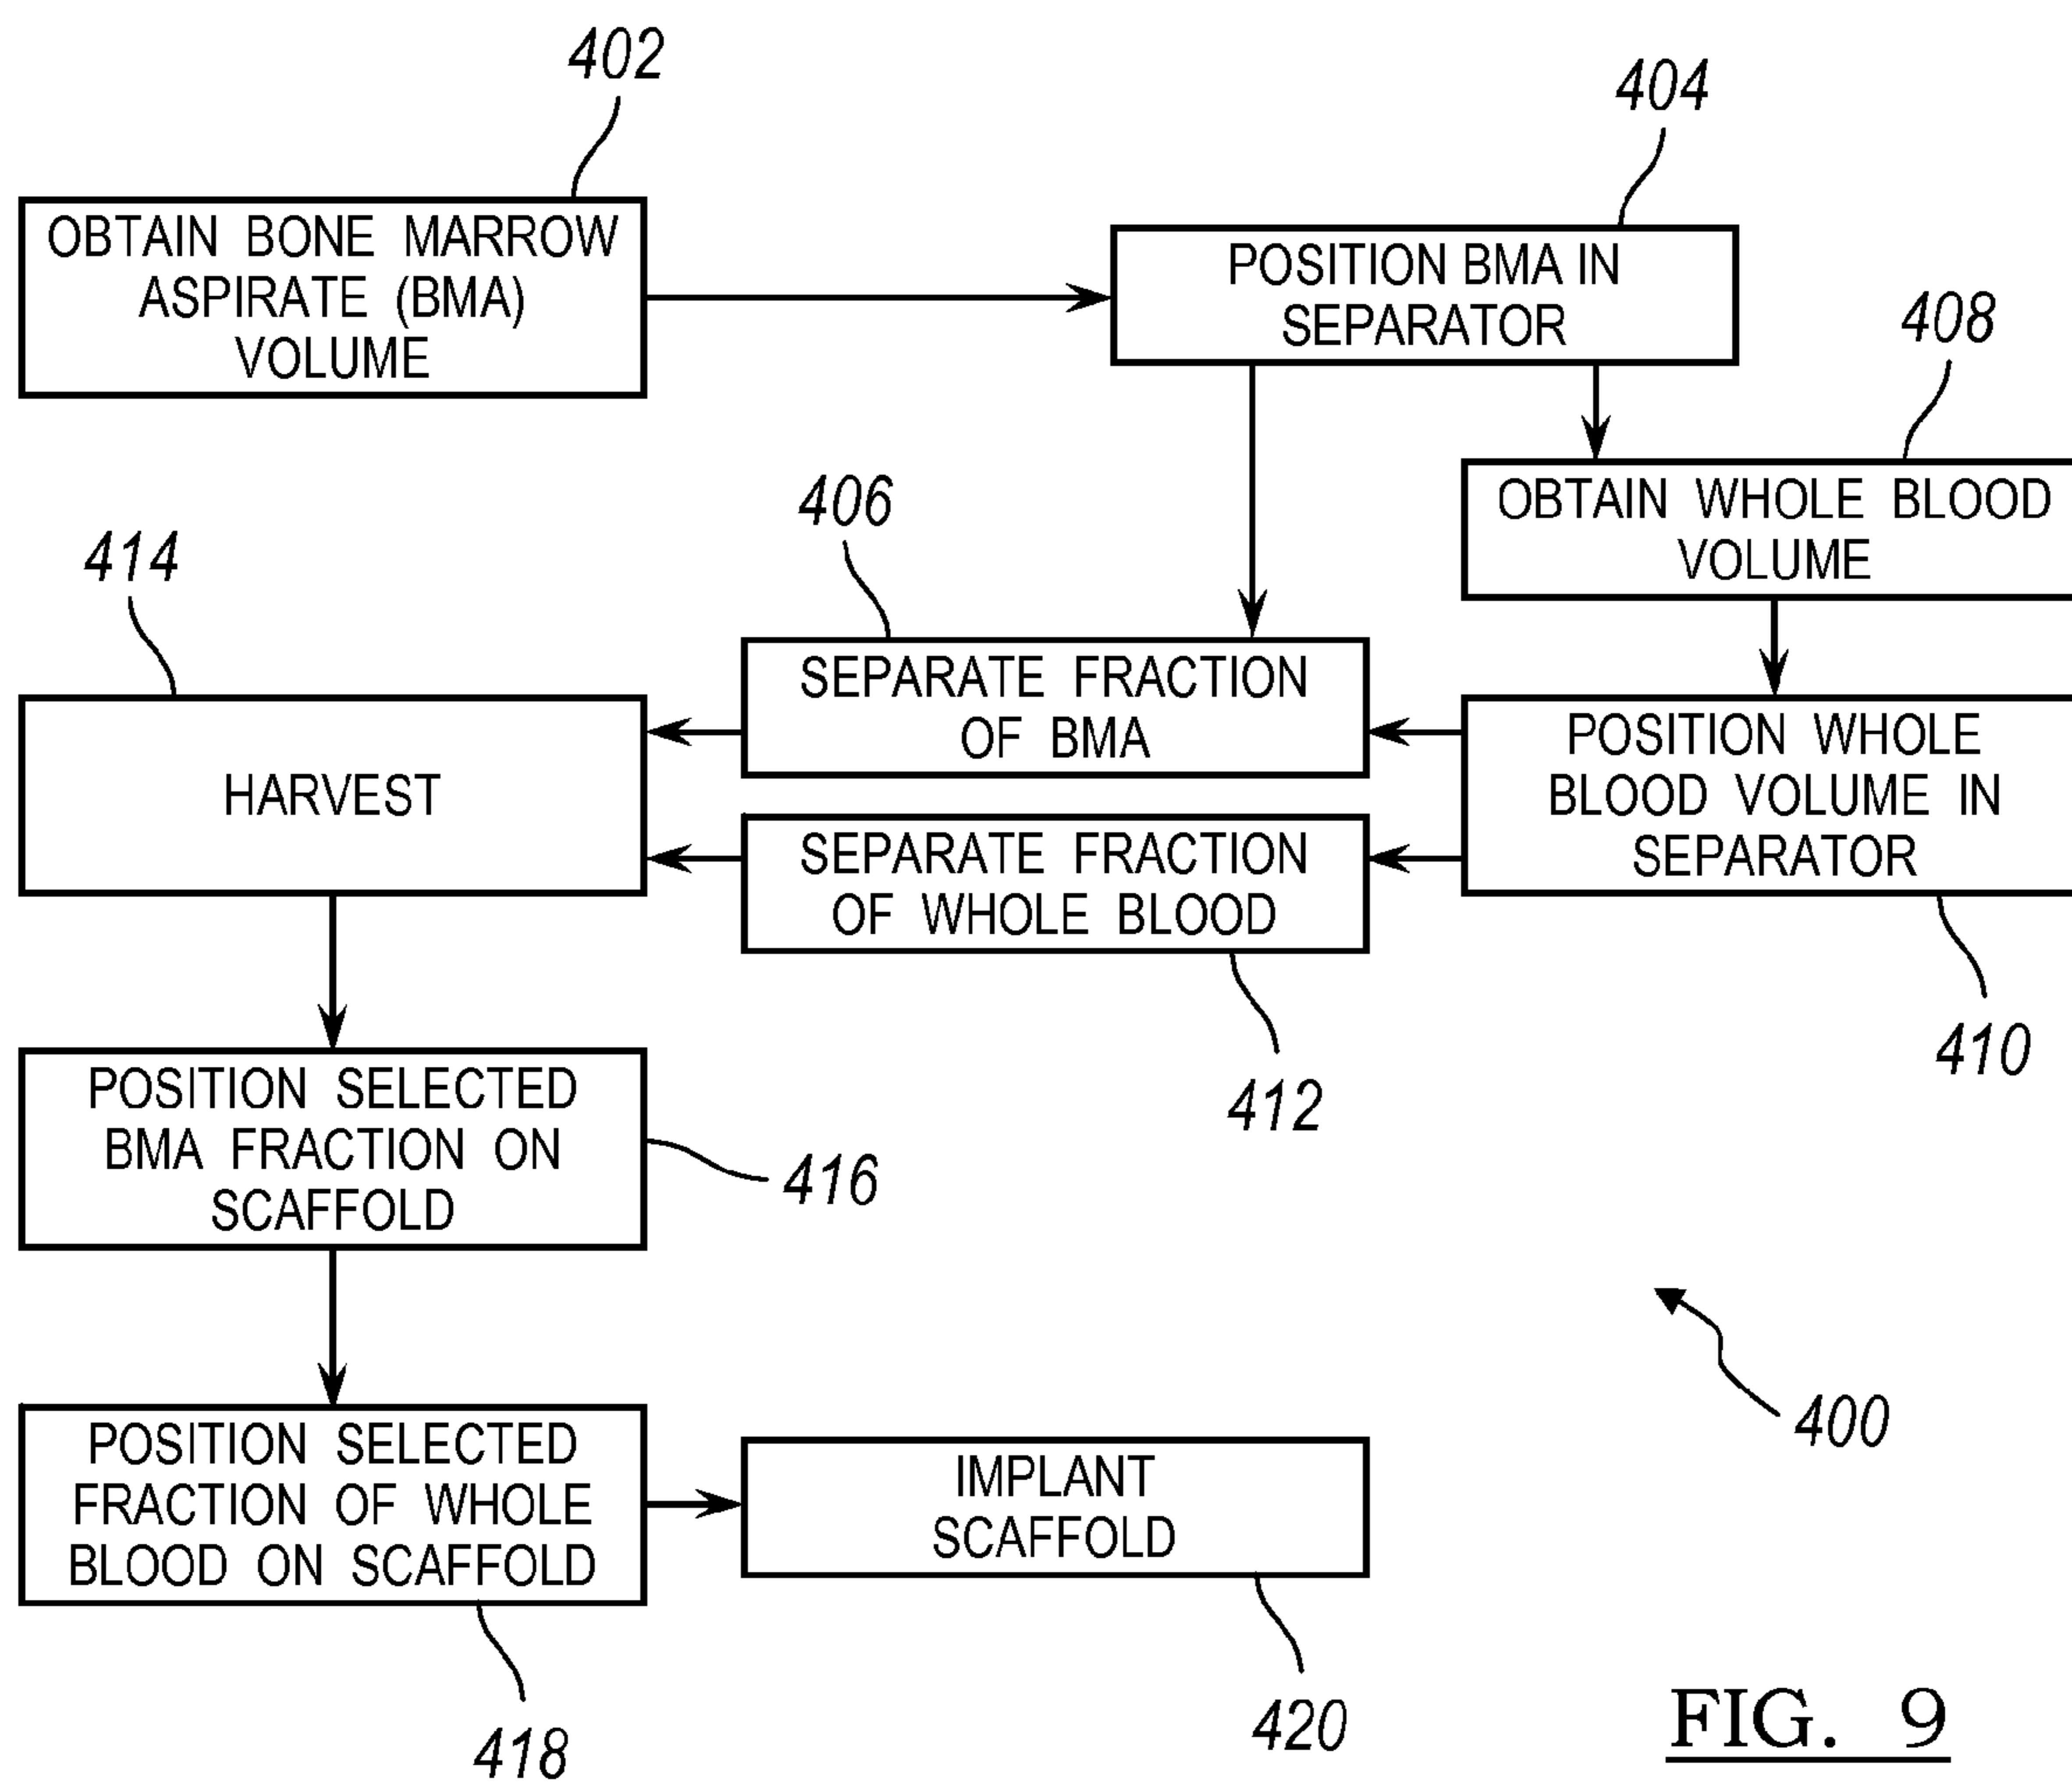 402
OBTAIN BONE MARROW
ASPIRATE (BMA)
VOLUME
404
POSITION BMA IN
SEPARATOR
408
OBTAIN WHOLE BLOOD
VOLUME
406
SEPARATE FRACTION
OF BMA
414
HARVEST
POSITION WHOLE
BLOOD VOLUME IN
SEPARATOR
410
SEPARATE FRACTION
OF WHOLE BLOOD
412
POSITION SELECTED
BMA FRACTION ON
SCAFFOLD
416
400
POSITION SELECTED
FRACTION OF WHOLE
BLOOD ON SCAFFOLD
418
IMPLANT
SCAFFOLD
420
FIG. 9